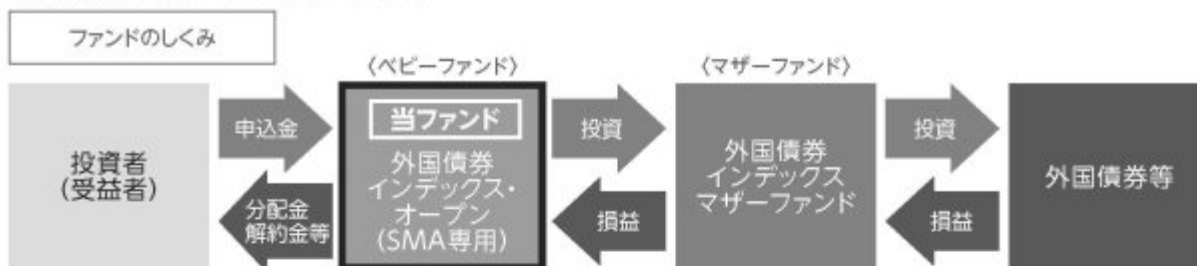 ファンドのしくみ
〈ベビーファンド〉
〈マザーファンド〉
投資者
(受益者)
申込金
分配金
解約金等
当ファンド
外国債券
インデックス・
オープン
(SMA専用)
投資
損益
外国債券
インデックス
マザーファンド
投資
損益
外国債券等